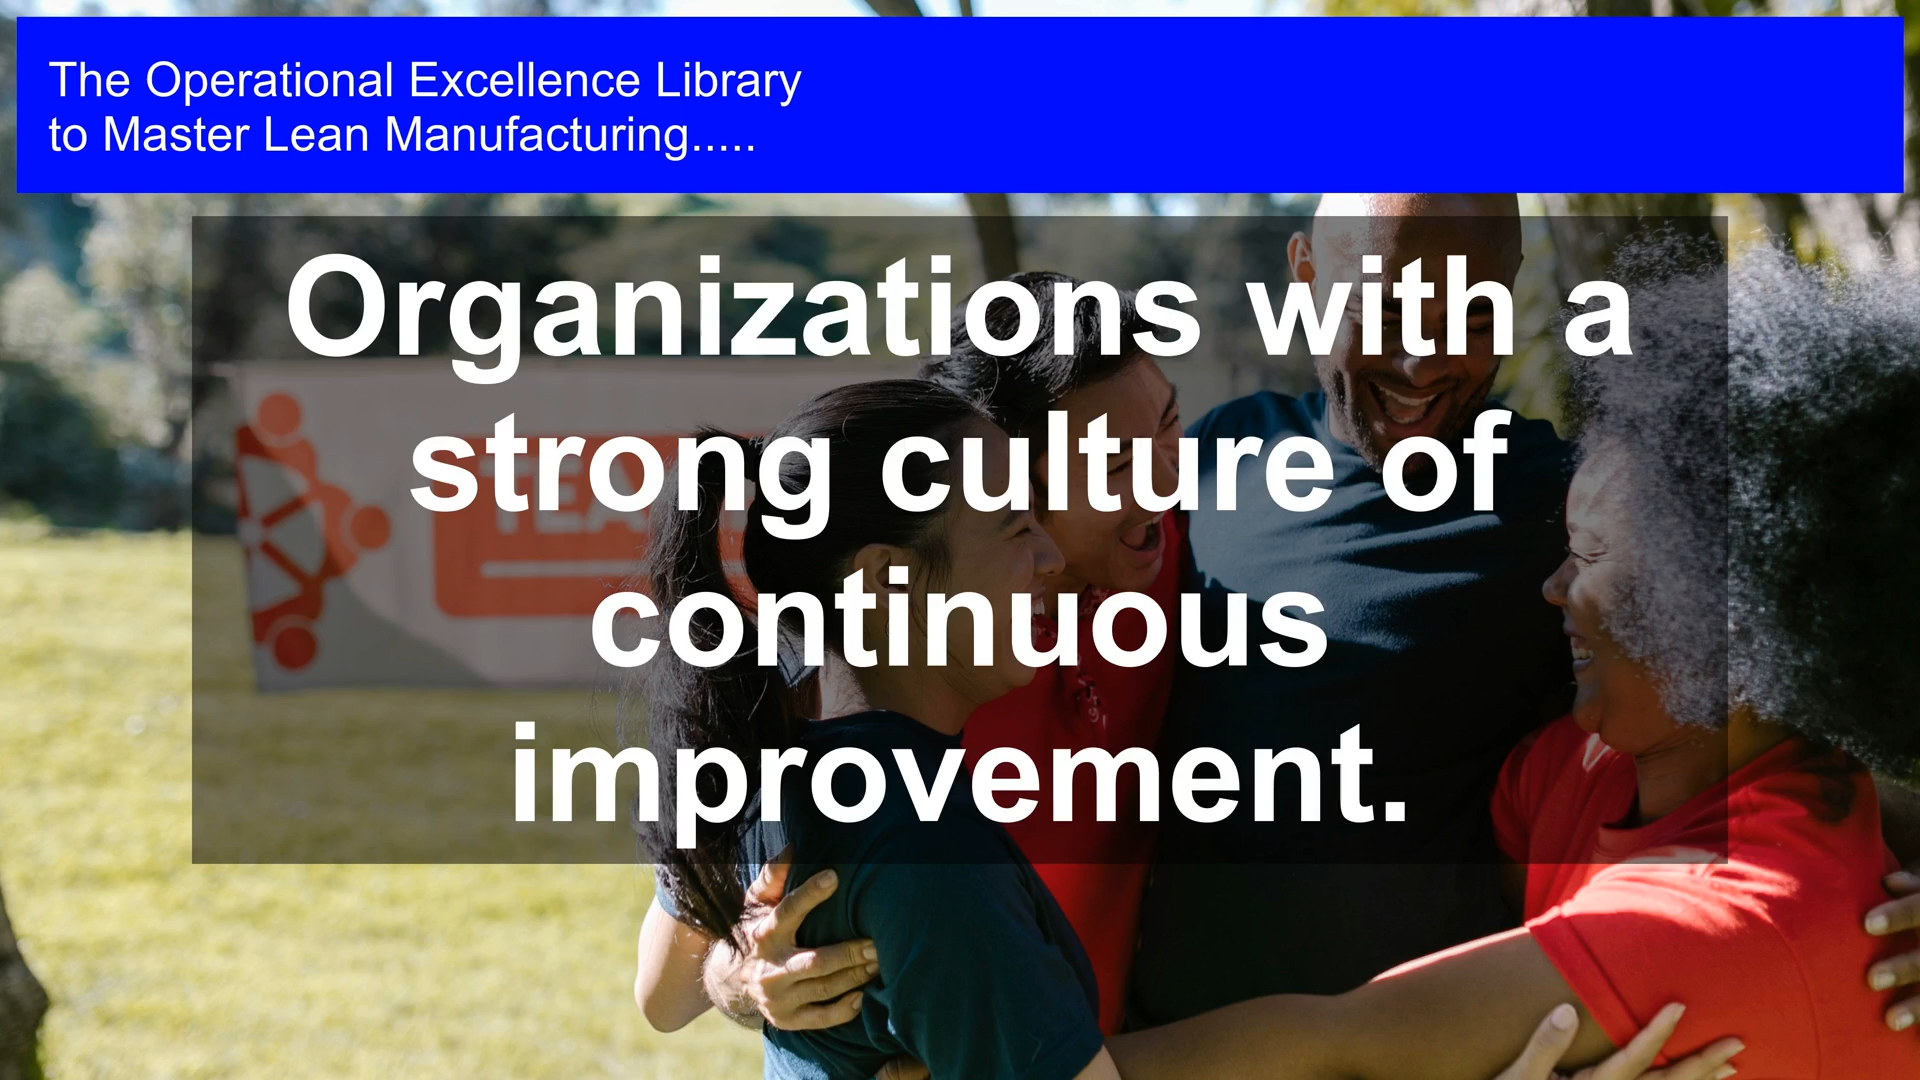 The Operational Excellence Library
to Master Lean Manufacturing.....
Organizations with a
strong culture of
continuous
improvement.